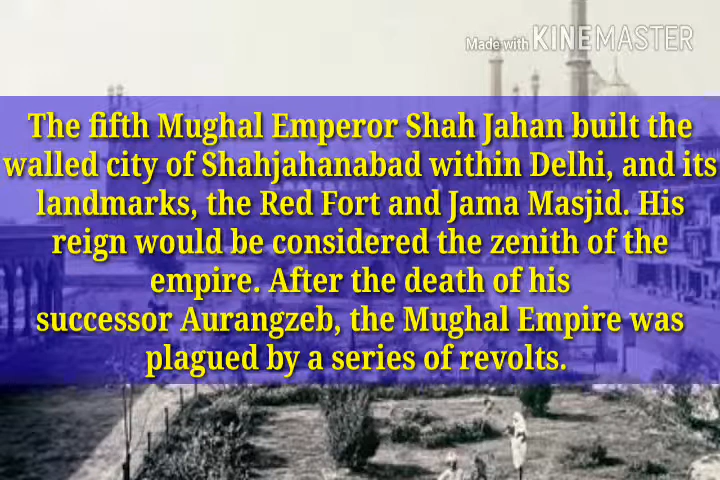 Made with KINEMASTER
The fifth Mughal Emperor Shah Jahan built the
walled city of Shahjahanabad within Delhi, and its
landmarks, the Red Fort and Jama Masjid. His
reign would be considered the zenith of the
empire. After the death of his
successor Aurangzeb, the Mughal Empire was
plagued by a series of revolts.